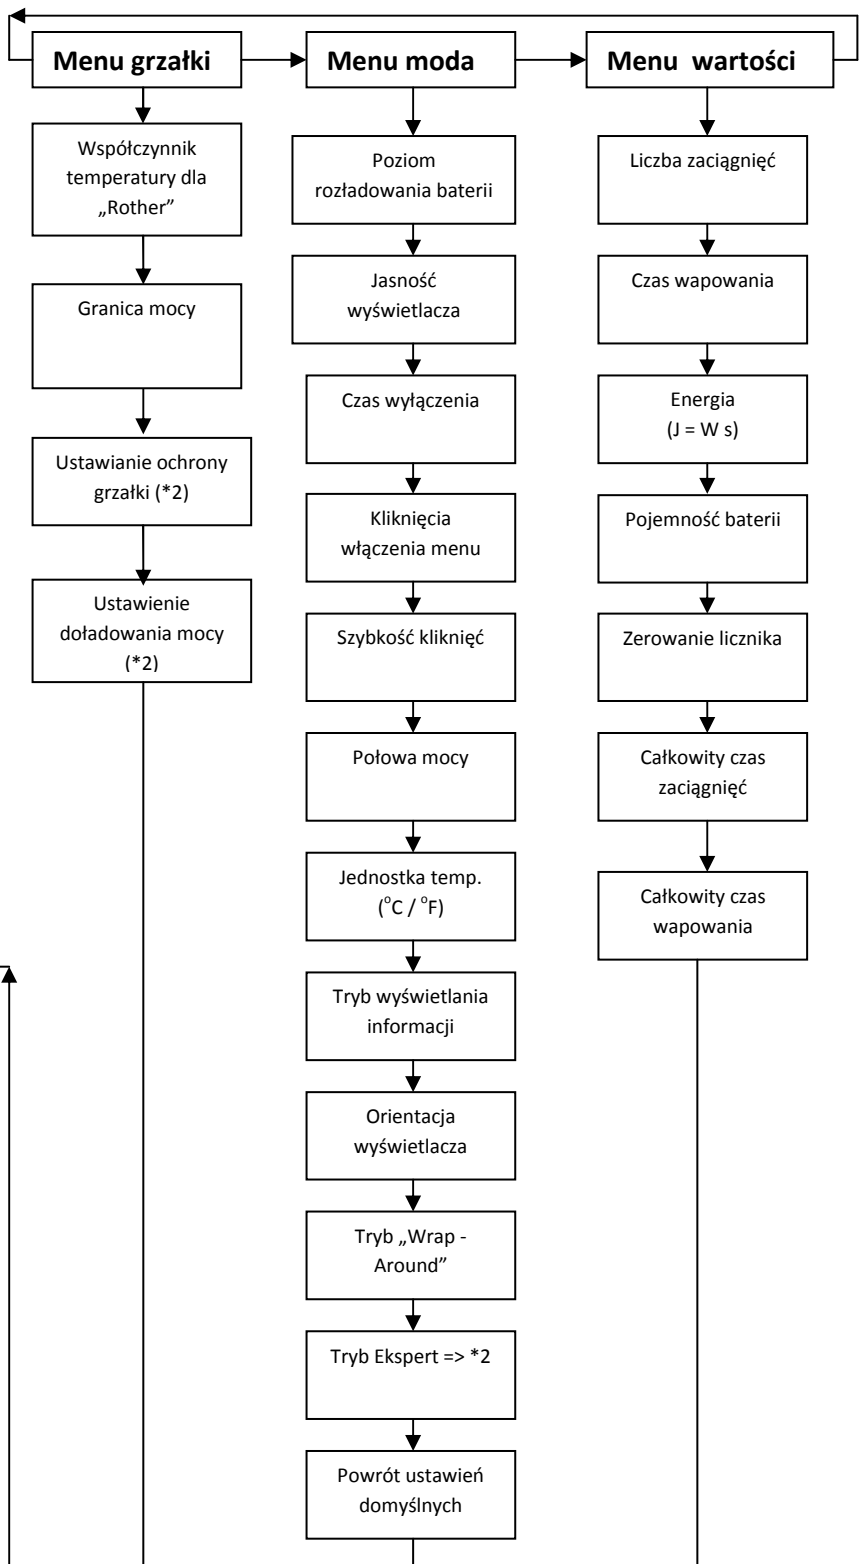 Menu grzałki
Menu moda
Menu wartości
Współczynnik
temperatury dla
„Rother”
Granica mocy
Ustawianie ochrony
grzałki (*2)
Ustawienie
doładowania mocy
(*2)
Poziom
rozładowania baterii
Jasność
wyświetlacza
Czas wyłączenia
Kliknięcia
włączenia menu
Szybkość kliknięć
Połowa mocy
Jednostka temp.
(°C / °F)
Tryb wyświetlania
informacji
Orientacja
wyświetlacza
Tryb „Wrap -
Around”
Tryb Ekspert => *2
Powrót ustawień
domyślnych
Liczba zaciągnięć
Czas wapowania
Energia
(J = W s)
Pojemność baterii
Zerowanie licznika
Całkowity czas
zaciągnięć
Całkowity czas
wapowania